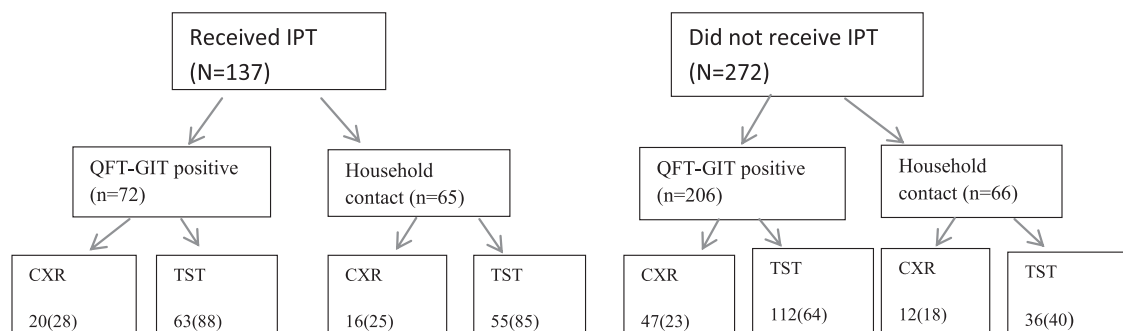 Received IPT
(N=137)
Did not receive IPT
(N=272)
QFT-GIT positive
(n=72)
Household
contact (n=65)
QFT-GIT positive
(n=206)
Household
contact (n=66)
CXR
20(28)
TST
63(88)
CXR
16(25)
TST
55(85)
CXR
47(23)
TST
112(64)
CXR
12(18)
TST
36(40)